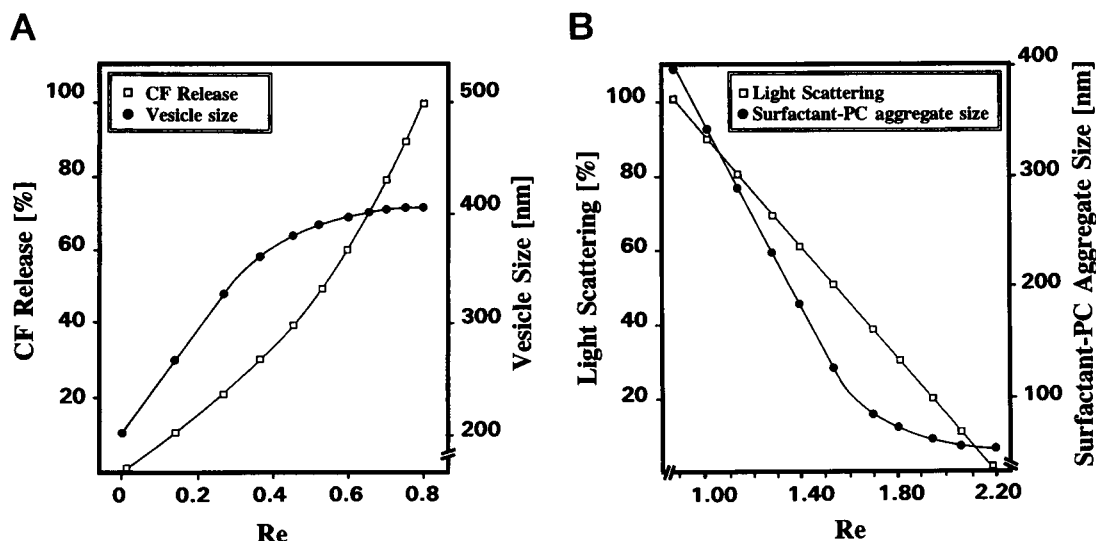 A
CF Release
Vesicle size
100
80
60
40
20
CF Release [%]
500
400
300
200
Vesicle Size [nm]
0
0.2
0.4
0.6
0.8
Re
B
Light Scattering
Surfactant-PC aggregate size
100
80
60
40
20
Light Scattering [%]
400
300
200
100
Surfactant-PC Aggregate Size [nm]
1.00
1.40
1.80
2.20
Re